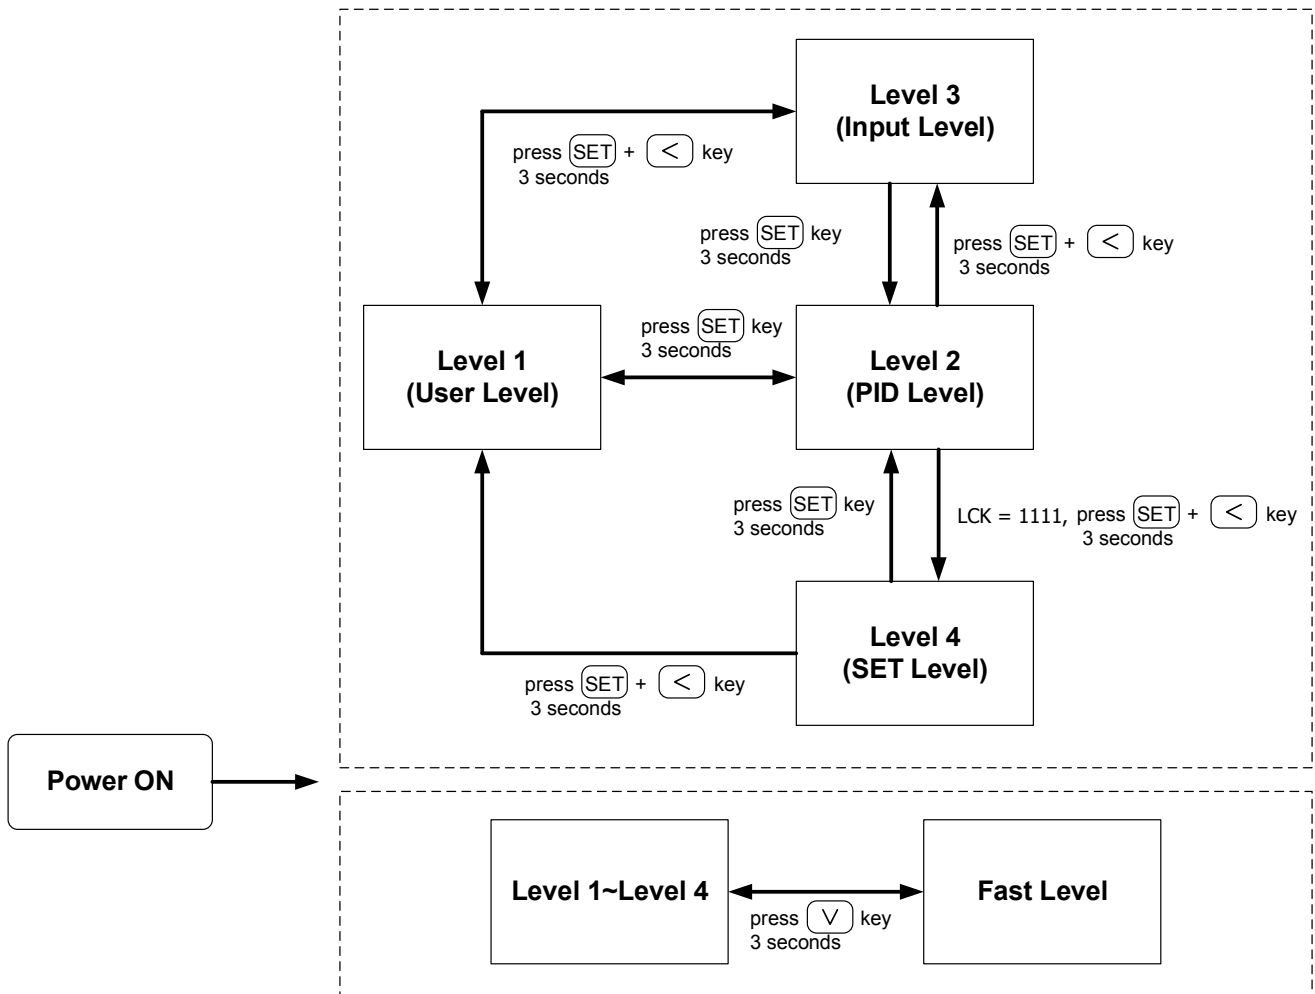 Level 3
(Input Level)
press SET + < key
3 seconds
press SET key
3 seconds
press SET + < key
3 seconds
Level 1
(User Level)
press SET key
3 seconds
Level 2
(PID Level)
press SET key
3 seconds
LCK = 1111, press SET + < key
3 seconds
Level 4
(SET Level)
press SET + < key
3 seconds
Power ON
Level 1~Level 4
press ∨ key
3 seconds
Fast Level